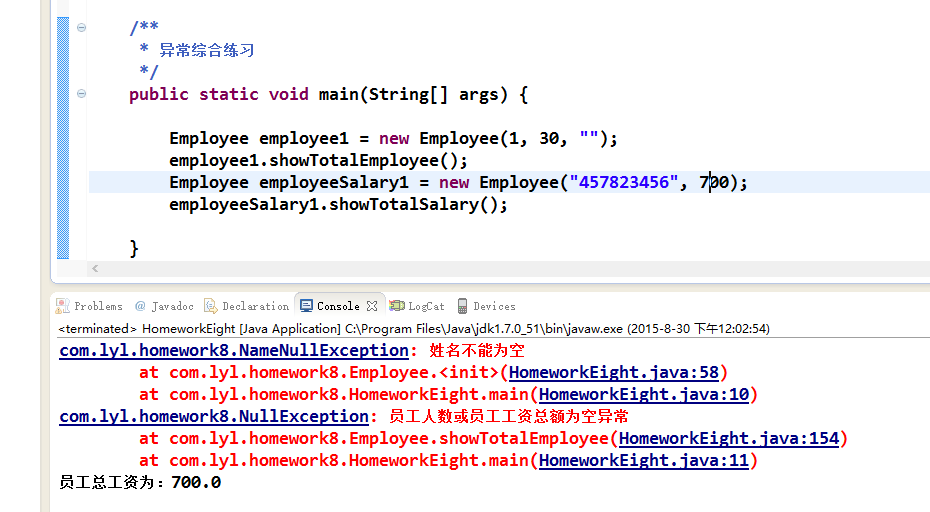 /**
* 异常综合练习
*/
public static void main(String[] args) {
Employee employee1 = new Employee(1, 30, "");
employee1.showTotalEmployee();
Employee employeeSalary1 = new Employee("457823456", 700);
employeeSalary1.showTotalSalary();
}
Problems @ Javadoc Declaration Console LogCat Devices
<terminated> HomeworkEight [Java Application] C:\Program Files\Java\jdk1.7.0_51\bin\javaw.exe (2015-8-30 下午12:02:54)
com.lyl.homework8.NameNullException: 姓名不能为空
at com.lyl.homework8.Employee.<init>(HomeworkEight.java:58)
at com.lyl.homework8.HomeworkEight.main(HomeworkEight.java:10)
com.lyl.homework8.NullException: 员工人数或员工工资总额为空异常
at com.lyl.homework8.Employee.showTotalEmployee(HomeworkEight.java:154)
at com.lyl.homework8.HomeworkEight.main(HomeworkEight.java:11)
员工总工资为：700.0